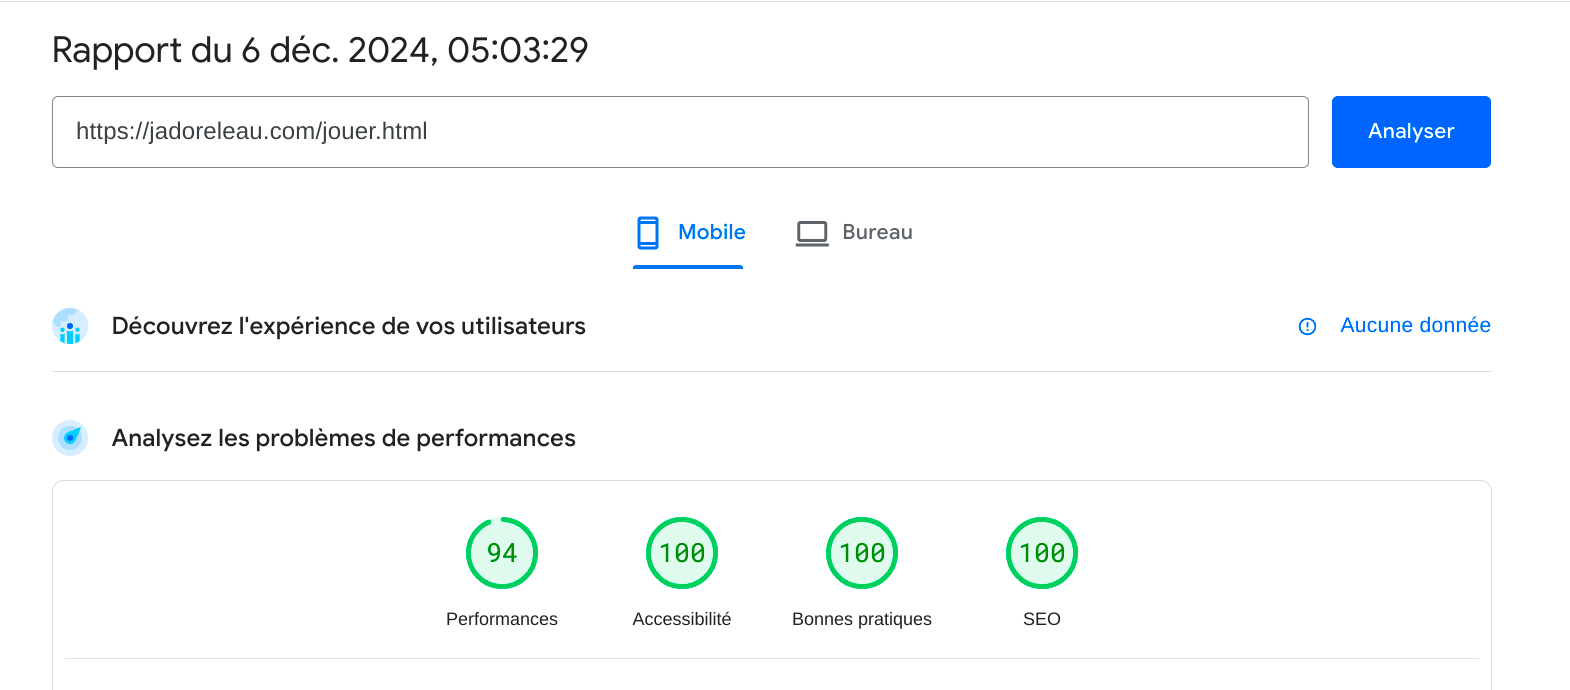 Rapport du 6 déc. 2024, 05:03:29
https://jadoreleau.com/jouer.html
Analyser
Mobile
Bureau
Découvrez l'expérience de vos utilisateurs
Aucune donnée
Analysez les problèmes de performances
94
100
100
100
Performances
Accessibilité
Bonnes pratiques
SEO